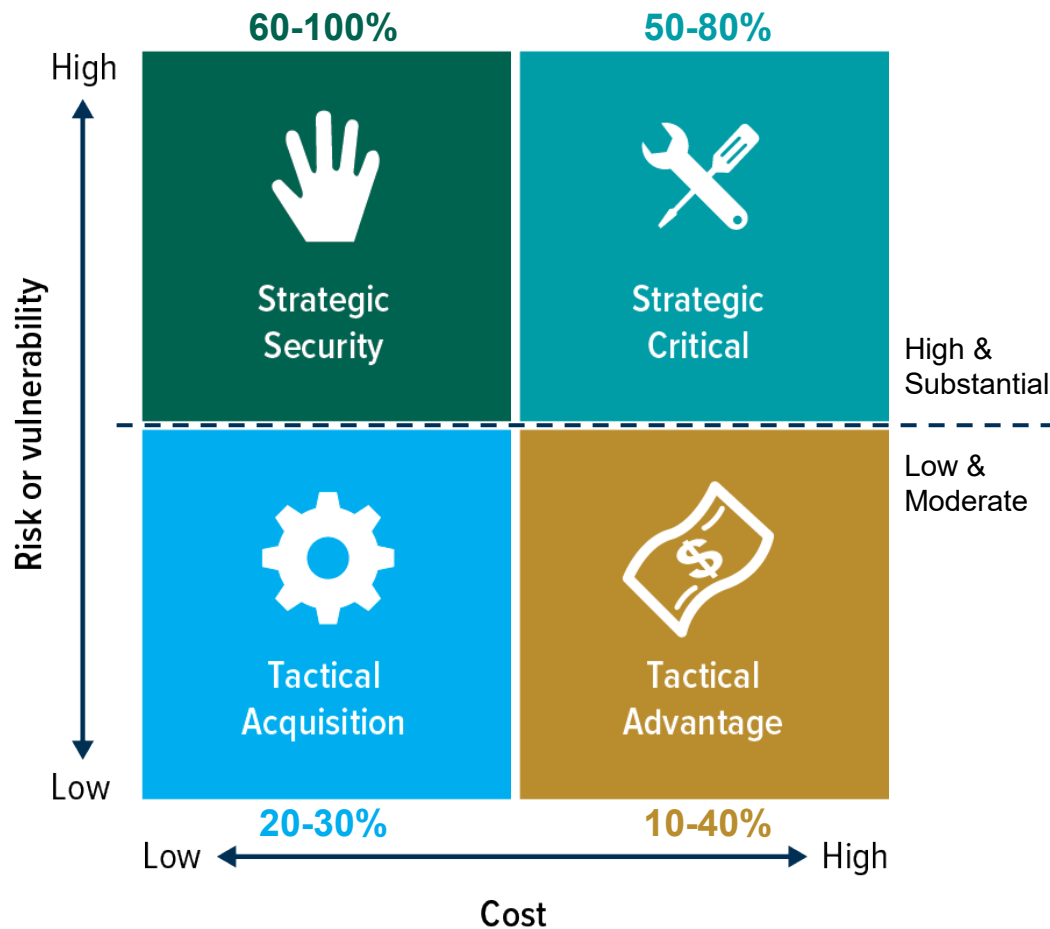 60-100%
50-80%
High
Strategic
Security
Strategic
Critical
Risk or vulnerability
High &
Substantial
Low &
Moderate
$
Tactical
Acquisition
Tactical
Advantage
Low
20-30%
10-40%
Low
High
Cost